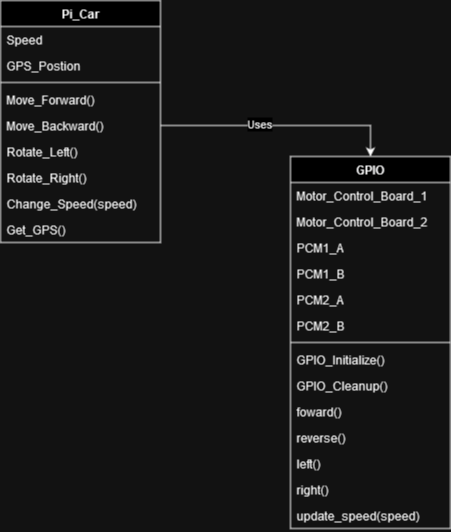 Pi_Car
Speed
GPS_Postion
Move_Forward()
Move_Backward()
Rotate_Left()
Rotate_Right()
Change_Speed(speed)
Get_GPS()
Uses
GPIO
Motor_Control_Board_1
Motor_Control_Board_2
PCM1_A
PCM1_B
PCM2_A
PCM2_B
GPIO_Initialize()
GPIO_Cleanup()
foward()
reverse()
left()
right()
update_speed(speed)